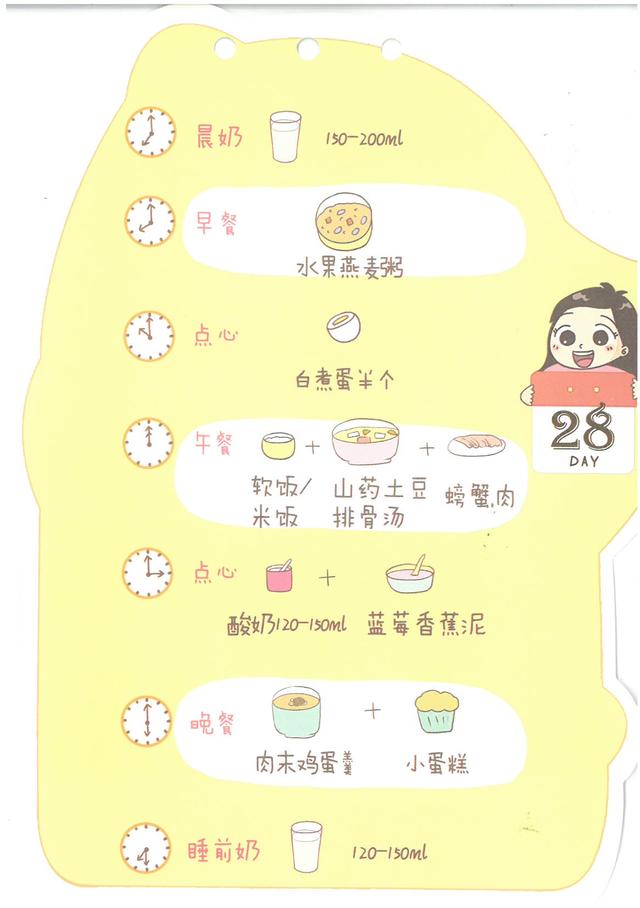 晨奶 150-200ml
早餐
水果燕麦粥
点心
白煮蛋半个
28
DAY
午餐 + +
软饭/ 山药土豆 螃蟹肉
米饭 排骨汤
点心 +
酸奶120-150ml 蓝莓香蕉泥
晚餐 +
肉末鸡蛋羹 小蛋糕
睡前奶 120-150ml